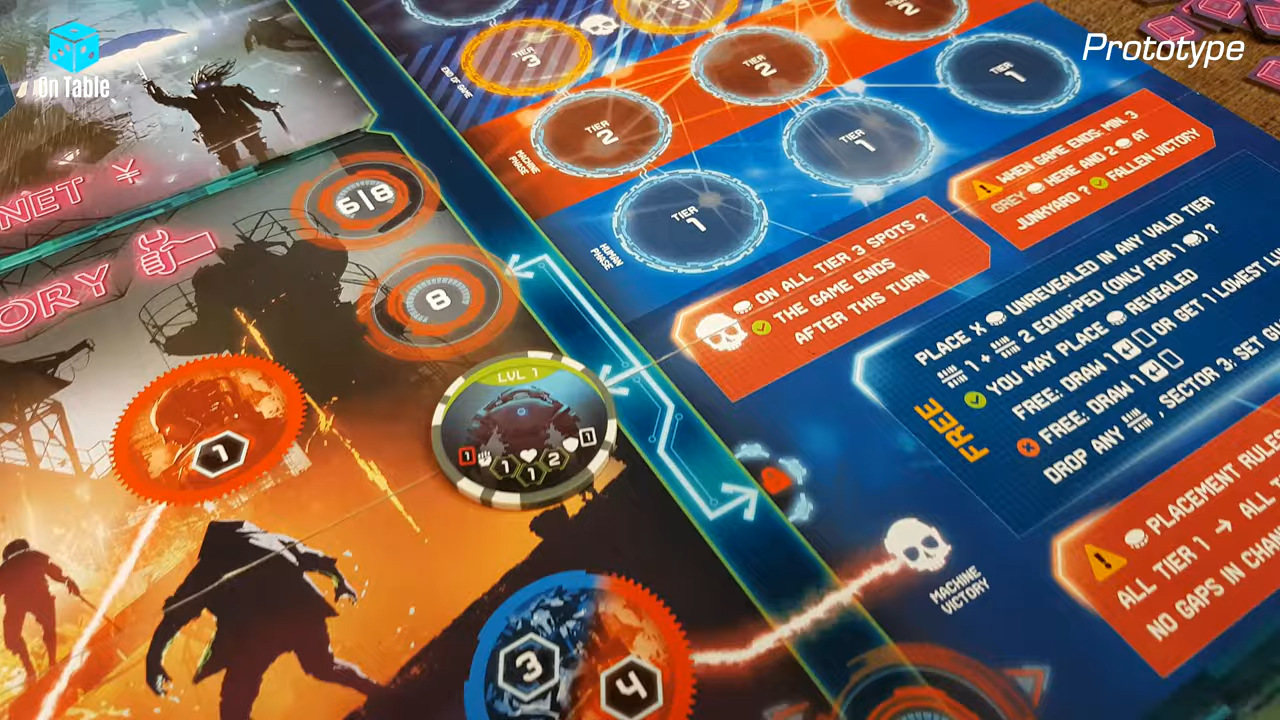 On Table
Prototype
NET ¥
ORY
6|8
8
1
LVL 1
1
1
1
2
1
3
4
TIER
3
END OF GAME
TIER
2
TIER
2
MACHINE
PHASE
TIER
1
TIER
1
TIER
1
HUMAN
PHASE
WHEN GAME ENDS: MIN. 3
GREY HERE AND 2 AT
JUNKYARD ? FALLEN VICTORY
ON ALL TIER 3 SPOTS ?
THE GAME ENDS
AFTER THIS TURN
FREE
PLACE X UNREVEALED IN ANY VALID TIER
1 + 2 EQUIPPED (ONLY FOR 1 ) ?
YOU MAY PLACE REVEALED
FREE: DRAW 1 OR GET 1 LOWEST
FREE: DRAW 1
DROP ANY , SECTOR 3: SET
PLACEMENT RULES
ALL TIER 1 → ALL
NO GAPS IN
MACHINE
VICTORY